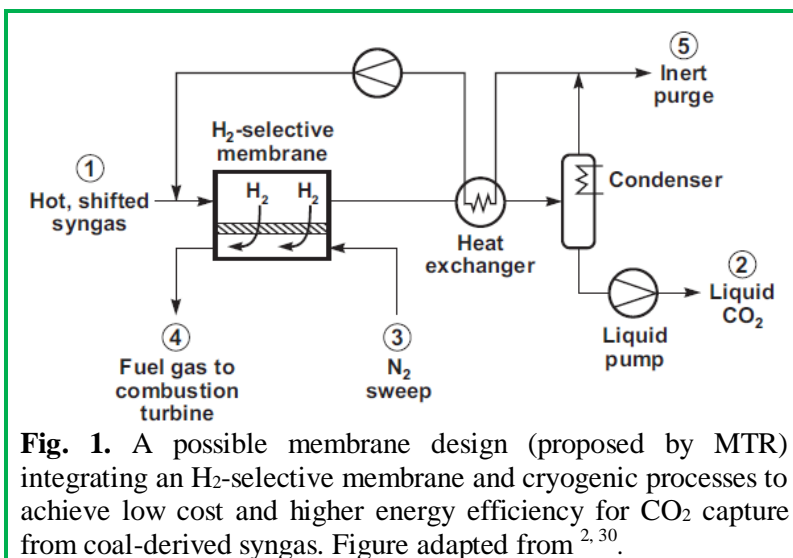 ⑤
Inert
purge
H2-selective
membrane
①
Hot, shifted
syngas
H2 H2
Condenser
Heat
exchanger
②
Liquid
CO2
Liquid
pump
④
Fuel gas to
combustion
turbine
③
N2
sweep
Fig. 1. A possible membrane design (proposed by MTR)
integrating an H2-selective membrane and cryogenic processes to
achieve low cost and higher energy efficiency for CO2 capture
from coal-derived syngas. Figure adapted from 2, 30.